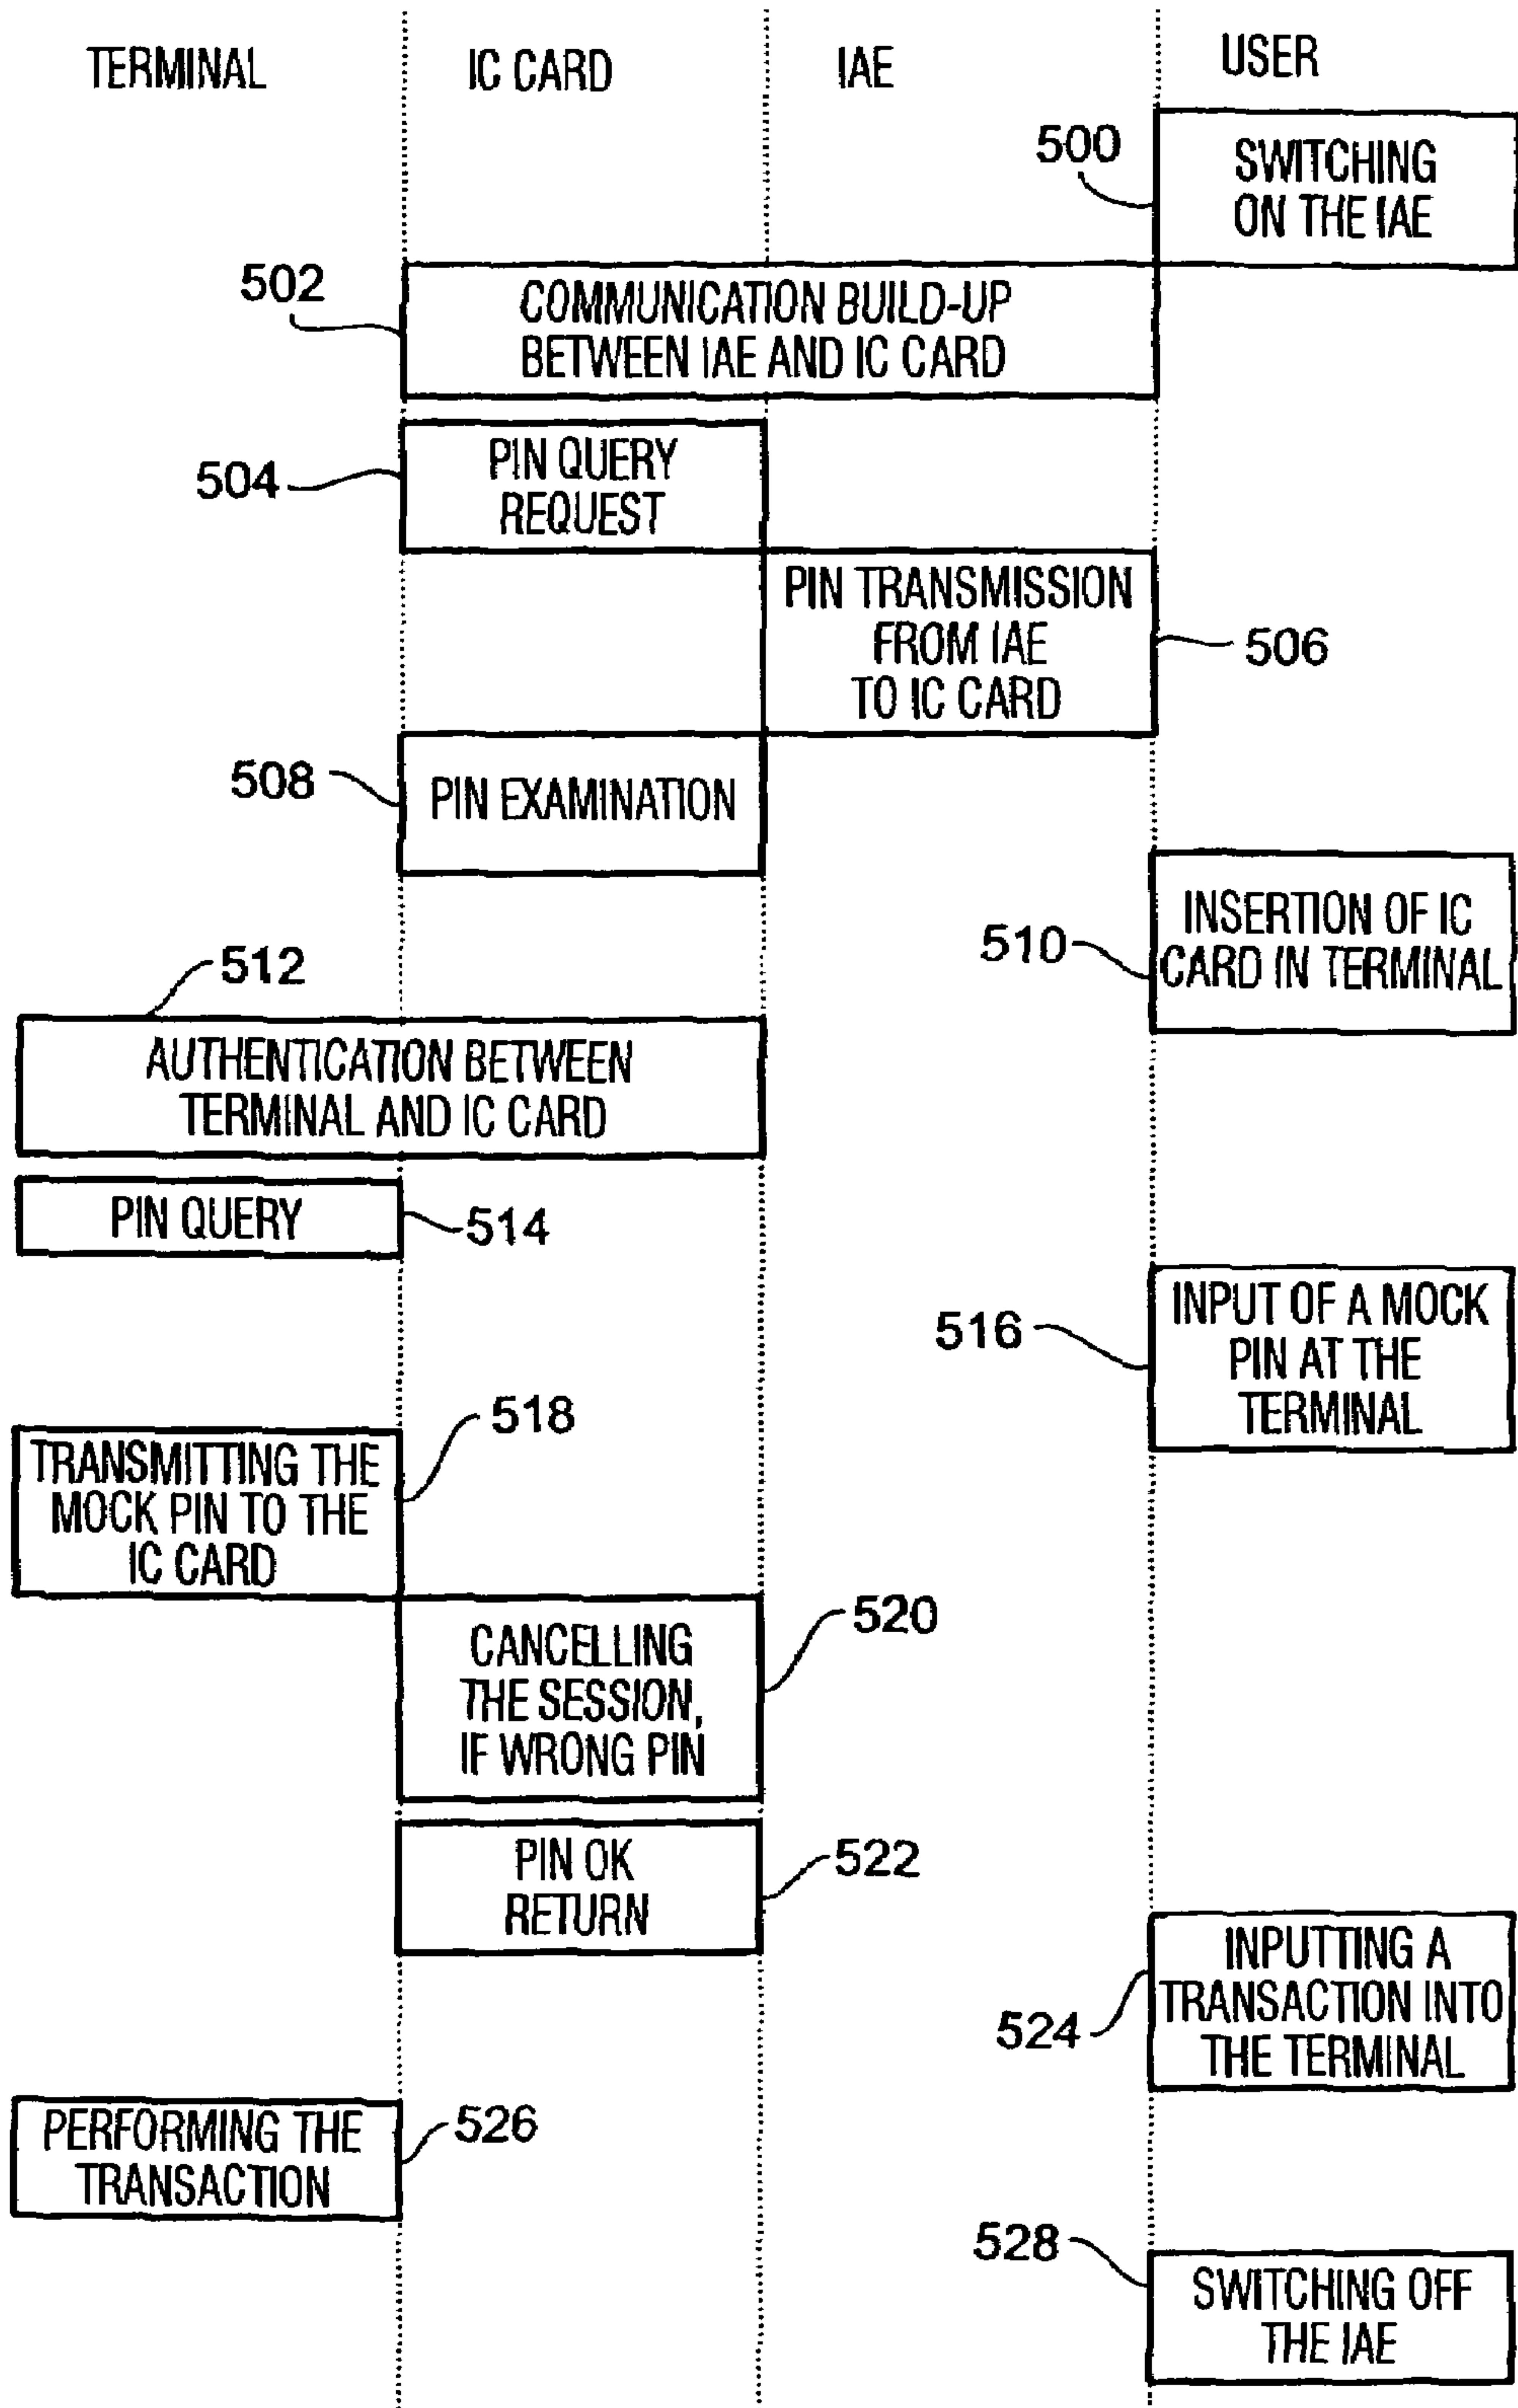 TERMINAL
IC CARD
IAE
USER
500
SWITCHING
ON THE IAE
502
COMMUNICATION BUILD-UP
BETWEEN IAE AND IC CARD
504
PIN QUERY
REQUEST
PIN TRANSMISSION
FROM IAE
TO IC CARD
506
508
PIN EXAMINATION
510
INSERTION OF IC
CARD IN TERMINAL
512
AUTHENTICATION BETWEEN
TERMINAL AND IC CARD
PIN QUERY
514
516
INPUT OF A MOCK
PIN AT THE
TERMINAL
518
TRANSMITTING THE
MOCK PIN TO THE
IC CARD
520
CANCELLING
THE SESSION,
IF WRONG PIN
PIN OK
RETURN
522
524
INPUTTING A
TRANSACTION INTO
THE TERMINAL
PERFORMING THE
TRANSACTION
526
528
SWITCHING OFF
THE IAE